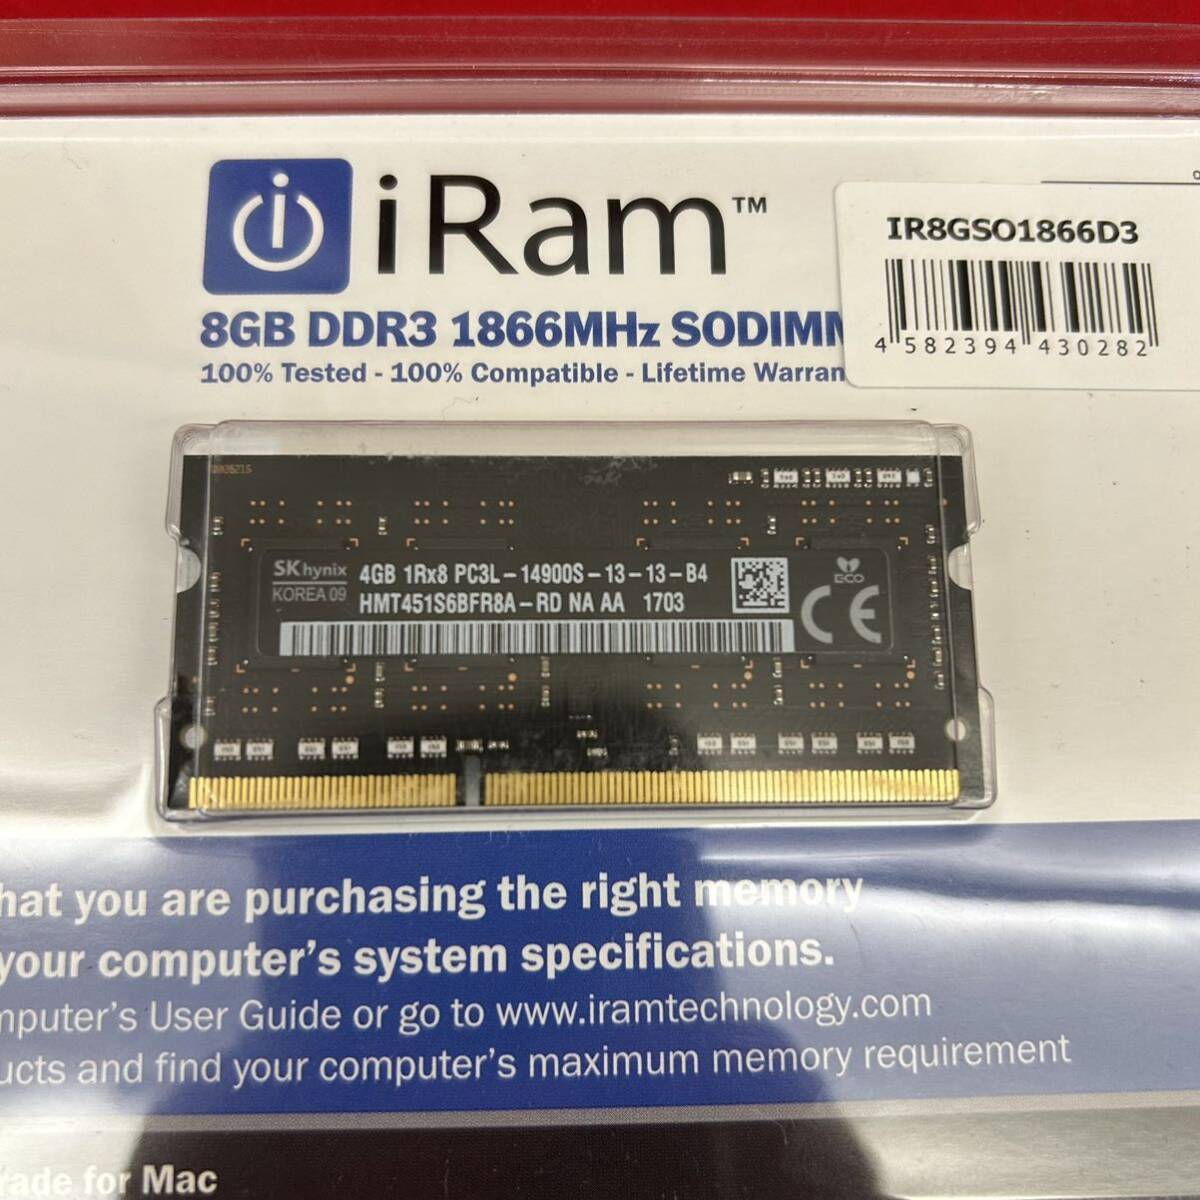 iRam™
IR8GSO1866D3
4 582394 430282
8GB DDR3 1866MHz SODIMM
100% Tested - 100% Compatible - Lifetime Warran
SK hynix
KOREA 09
4GB 1Rx8 PC3L-14900S-13-13-B4
HMT451S6BFR8A-RD NA AA 1703
ECO
CE
hat you are purchasing the right memory
your computer's system specifications.
mputer's User Guide or go to www.iramtechnology.com
ucts and find your computer's maximum memory requirement
Made for Mac